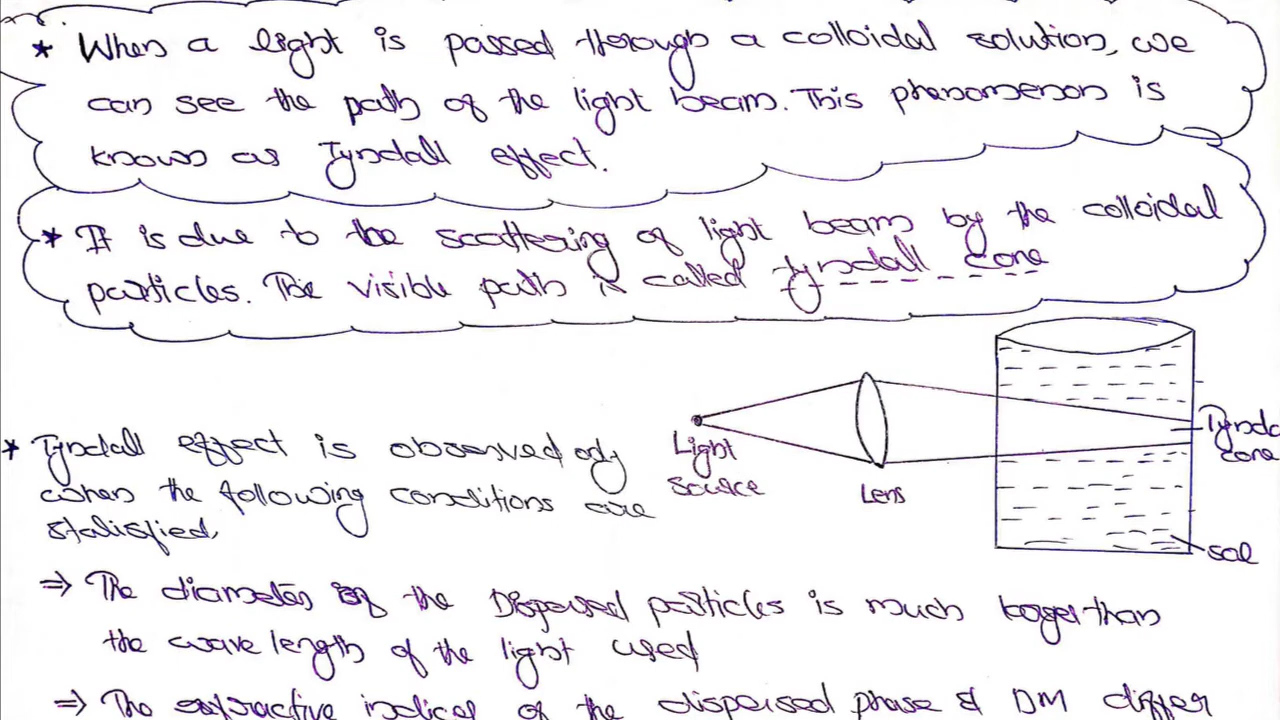 * When a light is passed through a colloidal solution, we
can see the path of the light beam. This phenomenon is
known as Tyndall effect.
* It is due to the scattering of light beam by the colloidal
particles. The visible path is called tyndall cone
* Tyndall effect is observed only
when the following conditions are
statisfied,
Light
source
Lens
Tynda
cone
sol
⇒ The diameter of the Dispersed particles is much larger than
the wave length of the light used
⇒ The refractive indices of the dispersed phase & DM differ